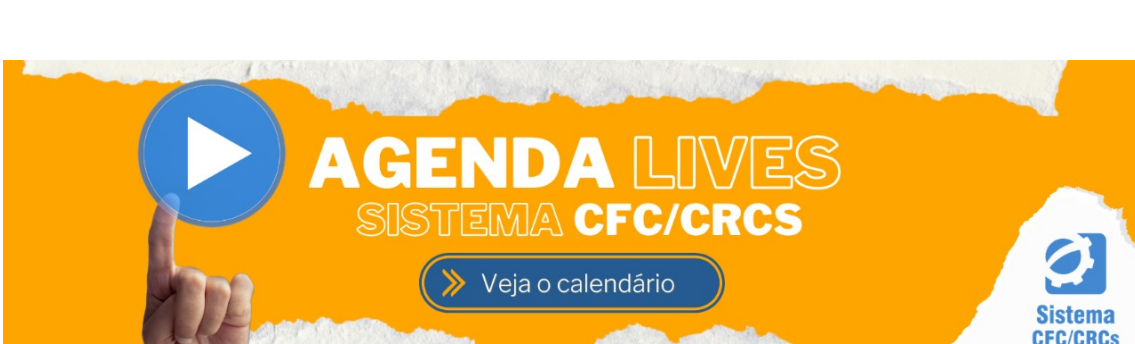 AGENDA LIVES
SISTEMA CFC/CRCS
Veja o calendário
Sistema
CFC/CRCs